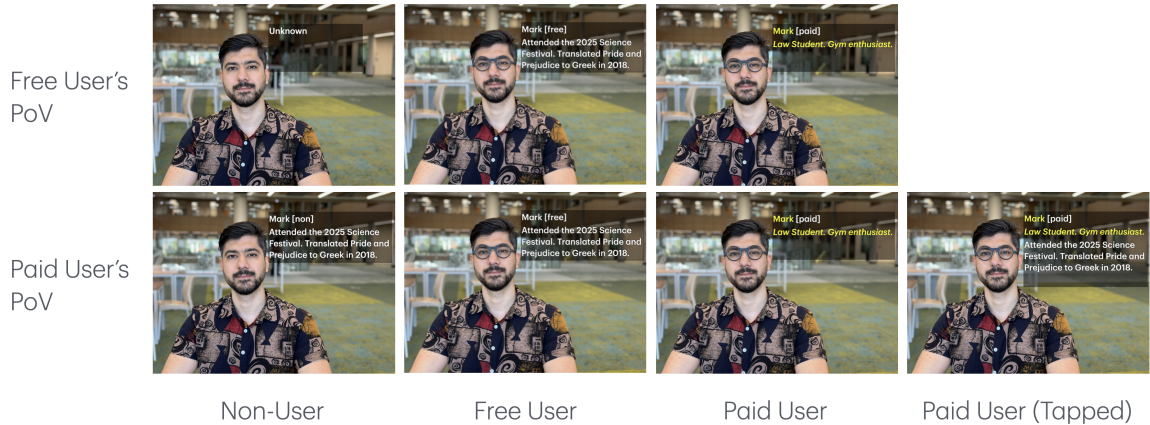 Free User's
PoV
Unknown
Mark [free]
Attended the 2025 Science
Festival. Translated Pride and
Prejudice to Greek in 2018.
Mark [paid]
Law Student. Gym enthusiast.
Paid User's
PoV
Mark [non]
Attended the 2025 Science
Festival. Translated Pride and
Prejudice to Greek in 2018.
Mark [free]
Attended the 2025 Science
Festival. Translated Pride and
Prejudice to Greek in 2018.
Mark [paid]
Law Student. Gym enthusiast.
Mark [paid]
Law Student. Gym enthusiast.
Attended the 2025 Science
Festival. Translated Pride and
Prejudice to Greek in 2018.
Non-User
Free User
Paid User
Paid User (Tapped)